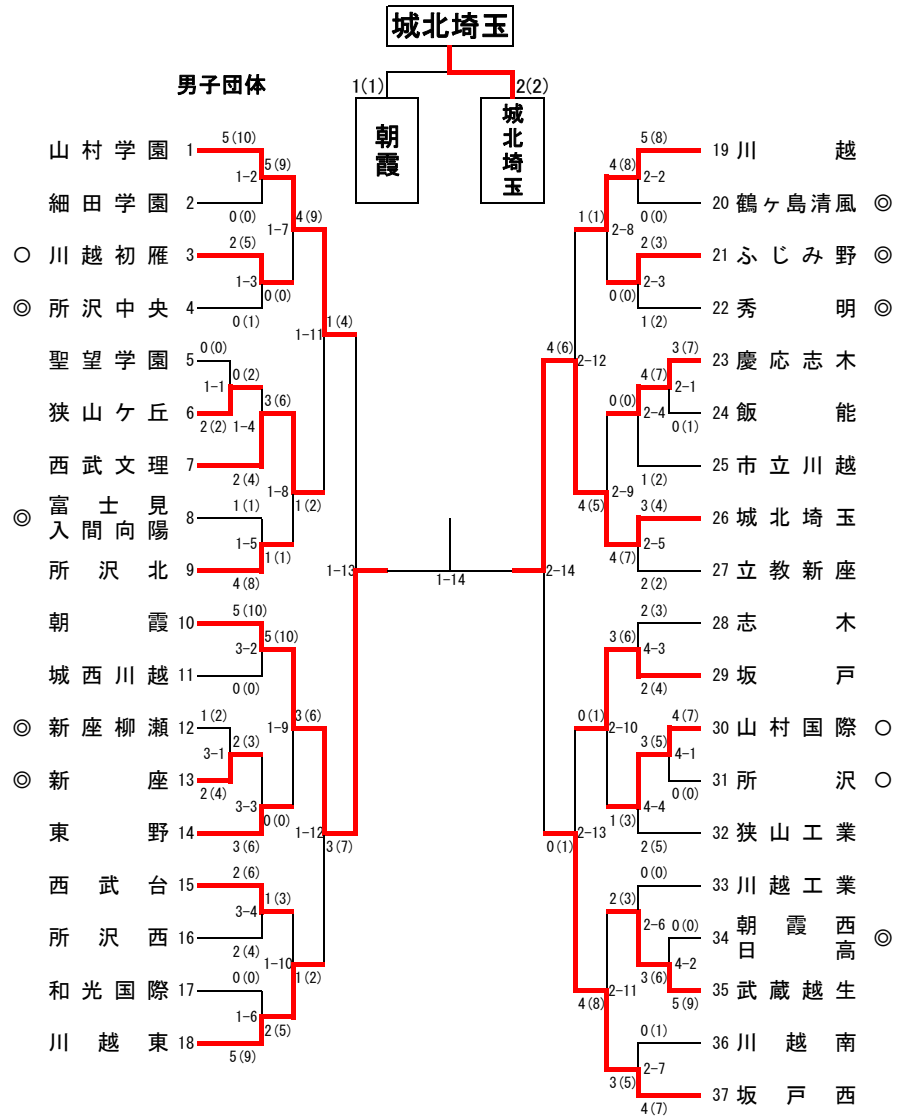 城北埼玉
1(1) 2(2)
男子団体
朝霞 城北埼玉
山村学園 1 5(10)
1-2 5(9)
細田学園 2 0(0)
1-7 4(9)
○ 川越初雁 3 2(5)
1-3 0(0)
◎ 所沢中央 4 0(1)
1-11 1(4)
聖望学園 5 0(0)
1-1 0(2)
狭山ケ丘 6 2(2)
1-4 3(6)
西武文理 7 2(4)
1-8 1(2)
◎ 富士見
入間向陽 8 1(1)
1-5 1(1)
所沢北 9 4(8)
1-13
朝霞 10 5(10)
3-2 5(10)
城西川越 11 0(0)
1-9 3(6)
◎ 新座柳瀬 12 1(2)
3-1 2(3)
◎ 新座 13 2(4)
3-3 0(0)
東野 14 3(6)
1-12 3(7)
西武台 15 2(6)
3-4 1(3)
所沢西 16 2(4)
1-10 1(2)
和光国際 17 0(0)
1-6 2(5)
川越東 18 5(9)
1-14
5(8) 19 川越
4(8) 2-2
0(0) 20 鶴ヶ島清風 ◎
1(1) 2-8
2(3) 21 ふじみ野 ◎
0(0) 2-3
1(2) 22 秀明 ◎
4(6) 2-12
3(7) 23 慶応志木
4(7) 2-1
0(1) 24 飯能
0(0) 2-4
1(2) 25 市立川越
4(5) 2-9
3(4) 26 城北埼玉
4(7) 2-5
2(2) 27 立教新座
2-14
2(3) 28 志木
3(6) 4-3
2(4) 29 坂戸
0(1) 2-10
4(7) 30 山村国際 ○
3(5) 4-1
0(0) 31 所沢 ○
1(3) 4-4
2(5) 32 狭山工業
0(1) 2-13
0(0) 33 川越工業
2(3) 2-6
0(0) 34 朝霞西
日高 ◎
3(6) 4-2
5(9) 35 武蔵越生
4(8) 2-11
0(1) 36 川越南
3(5) 2-7
4(7) 37 坂戸西